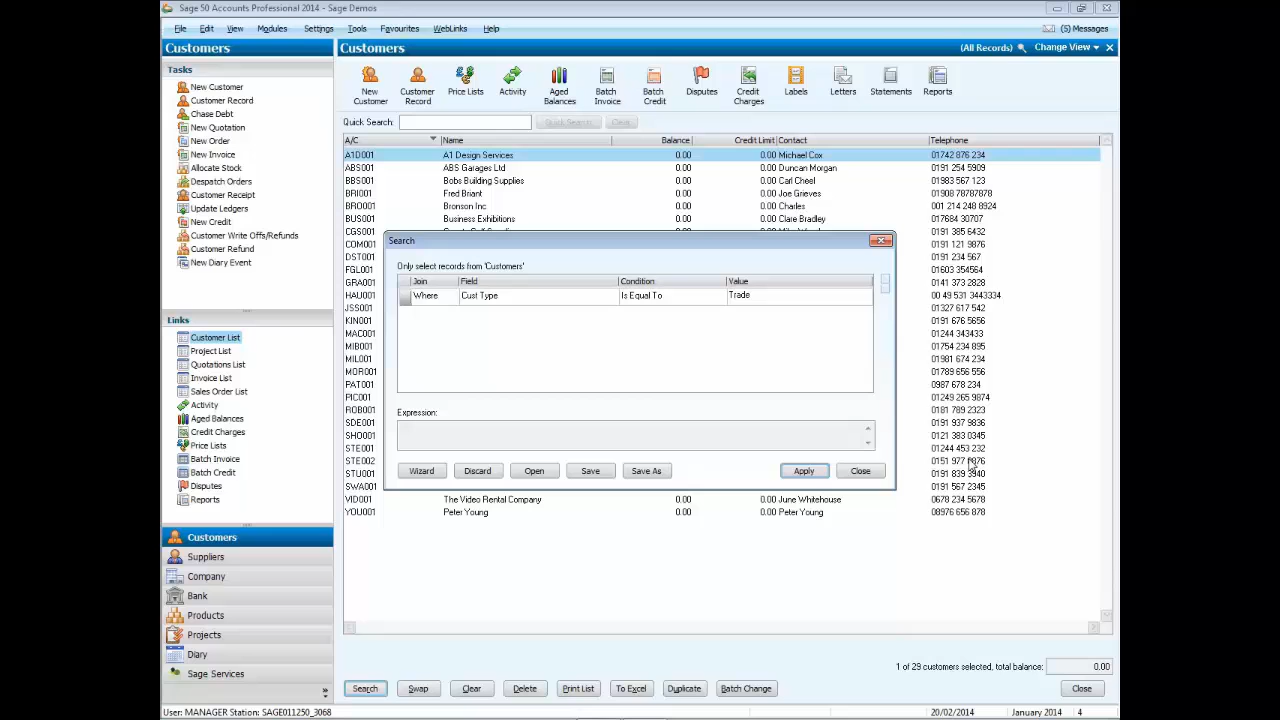 Sage 50 Accounts Professional 2014 - Sage Demos
File Edit View Modules Settings Tools Favourites WebLinks Help (5) Messages
Customers
Customers (All Records) Change View
Tasks
New Customer
Customer Record
Chase Debt
New Quotation
New Order
New Invoice
Allocate Stock
Despatch Orders
Customer Receipt
Update Ledgers
New Credit
Customer Write Offs/Refunds
Customer Refund
New Diary Event
Links
Customer List
Project List
Quotations List
Invoice List
Sales Order List
Activity
Aged Balances
Credit Charges
Price Lists
Batch Invoice
Batch Credit
Disputes
Reports
Customers
Suppliers
Company
Bank
Products
Projects
Diary
Sage Services
New Customer
Customer Record
Price Lists
Activity
Aged Balances
Batch Invoice
Batch Credit
Disputes
Credit Charges
Labels
Letters
Statements
Reports
Quick Search: Quick Search Clear
A/C Name Balance Credit Limit Contact Telephone
A1D001 A1 Design Services 0.00 0.00 Michael Cox 01742 876 234
ABS001 ABS Garages Ltd 0.00 0.00 Duncan Morgan 0191 254 5909
BBS001 Bobs Building Supplies 0.00 0.00 Carl Cheel 01983 567 123
BRI001 Fred Briant 0.00 0.00 Joe Grieves 01908 78787878
BRO001 Bronson Inc 0.00 0.00 Charles 001 214 248 8924
BUS001 Business Exhibitions 0.00 0.00 Clare Bradley 017684 30707
CGS001 0191 385 6432
COM001 0191 121 9876
DST001 0191 234 567
FGL001 01603 354564
GRA001 0141 373 2828
HAU001 00 49 531 3443334
JSS001 01327 617 542
KIN001 0191 676 5656
MAC001 01244 343433
MIB001 01754 234 895
MIL001 01981 674 234
MOR001 01789 656 556
PAT001 0987 678 234
PIC001 01249 265 9874
ROB001 0181 789 2323
SDE001 0191 937 9836
SHO001 0121 383 0345
STE001 01244 453 232
STE002 0151 977
STU001 0191 839 3940
SWA001 0191 567 2345
VID001 The Video Rental Company 0.00 0.00 June Whitehouse 0678 234 5678
YOU001 Peter Young 0.00 0.00 Peter Young 08976 656 878
Search
Only select records from 'Customers'
Join Field Condition Value
Where Cust Type Is Equal To Trade
Expression:
Wizard Discard Open Save Save As Apply Close
1 of 29 customers selected, total balance: 0.00
Search Swap Clear Delete Print List To Excel Duplicate Batch Change Close
User: MANAGER Station: SAGE011250_3068 20/02/2014 January 2014 4